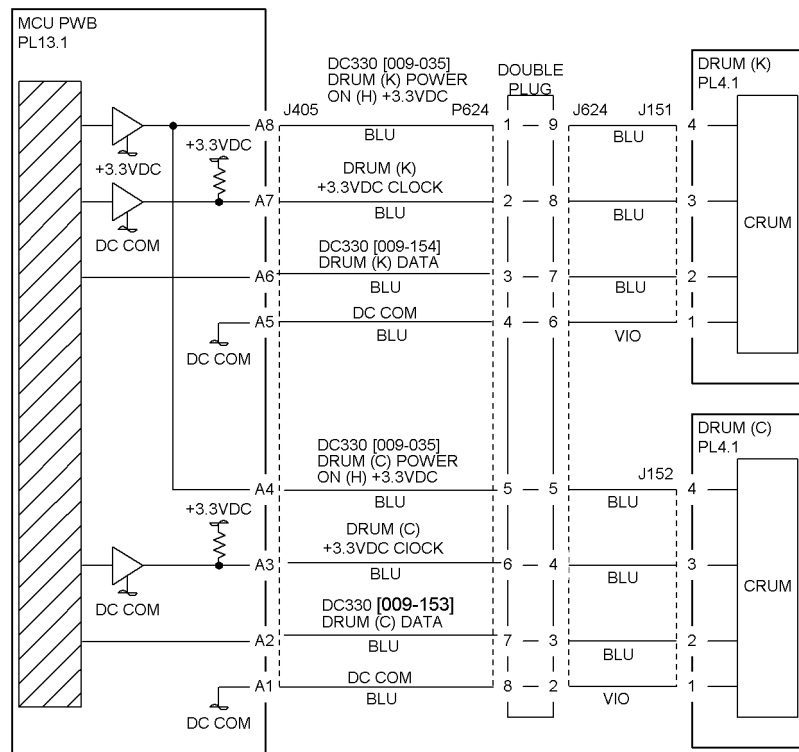 MCU PWB
PL13.1
DC330 [009-035]
DRUM (K) POWER
ON (H) +3.3VDC
DOUBLE
PLUG
DRUM (K)
PL4.1
J405
P624
J624
J151
A8
BLU
1
9
BLU
4
+3.3VDC
+3.3VDC
DRUM (K)
+3.3VDC CLOCK
A7
BLU
2
8
BLU
3
CRUM
DC COM
DC330 [009-154]
DRUM (K) DATA
A6
BLU
3
7
BLU
2
DC COM
A5
BLU
4
6
VIO
1
DC COM
DC330 [009-035]
DRUM (C) POWER
ON (H) +3.3VDC
DRUM (C)
PL4.1
J152
A4
BLU
5
5
BLU
4
+3.3VDC
DRUM (C)
+3.3VDC ClOCK
A3
BLU
6
4
BLU
3
CRUM
DC COM
DC330 [009-153]
DRUM (C) DATA
A2
BLU
7
3
BLU
2
DC COM
A1
BLU
8
2
VIO
1
DC COM